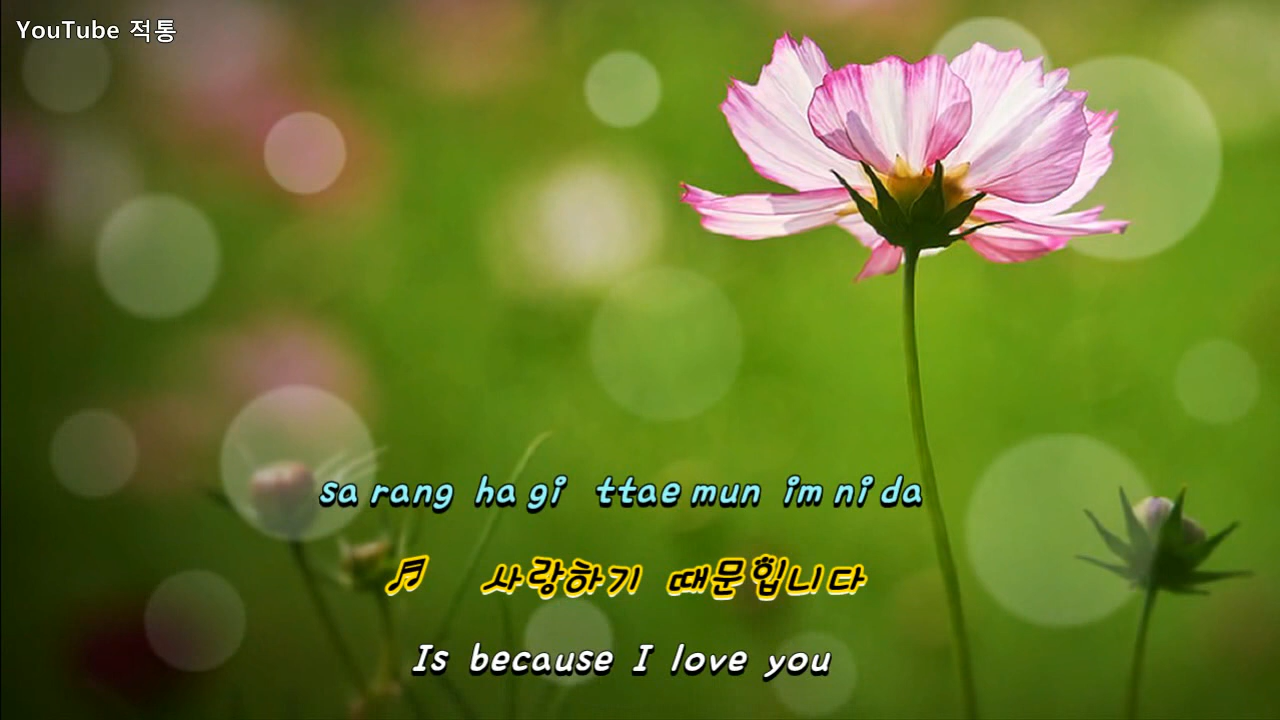 YouTube 적통
sa rang ha gi ttae mun im ni da
♬ 사랑하기 때문힙니다
Is because I love you